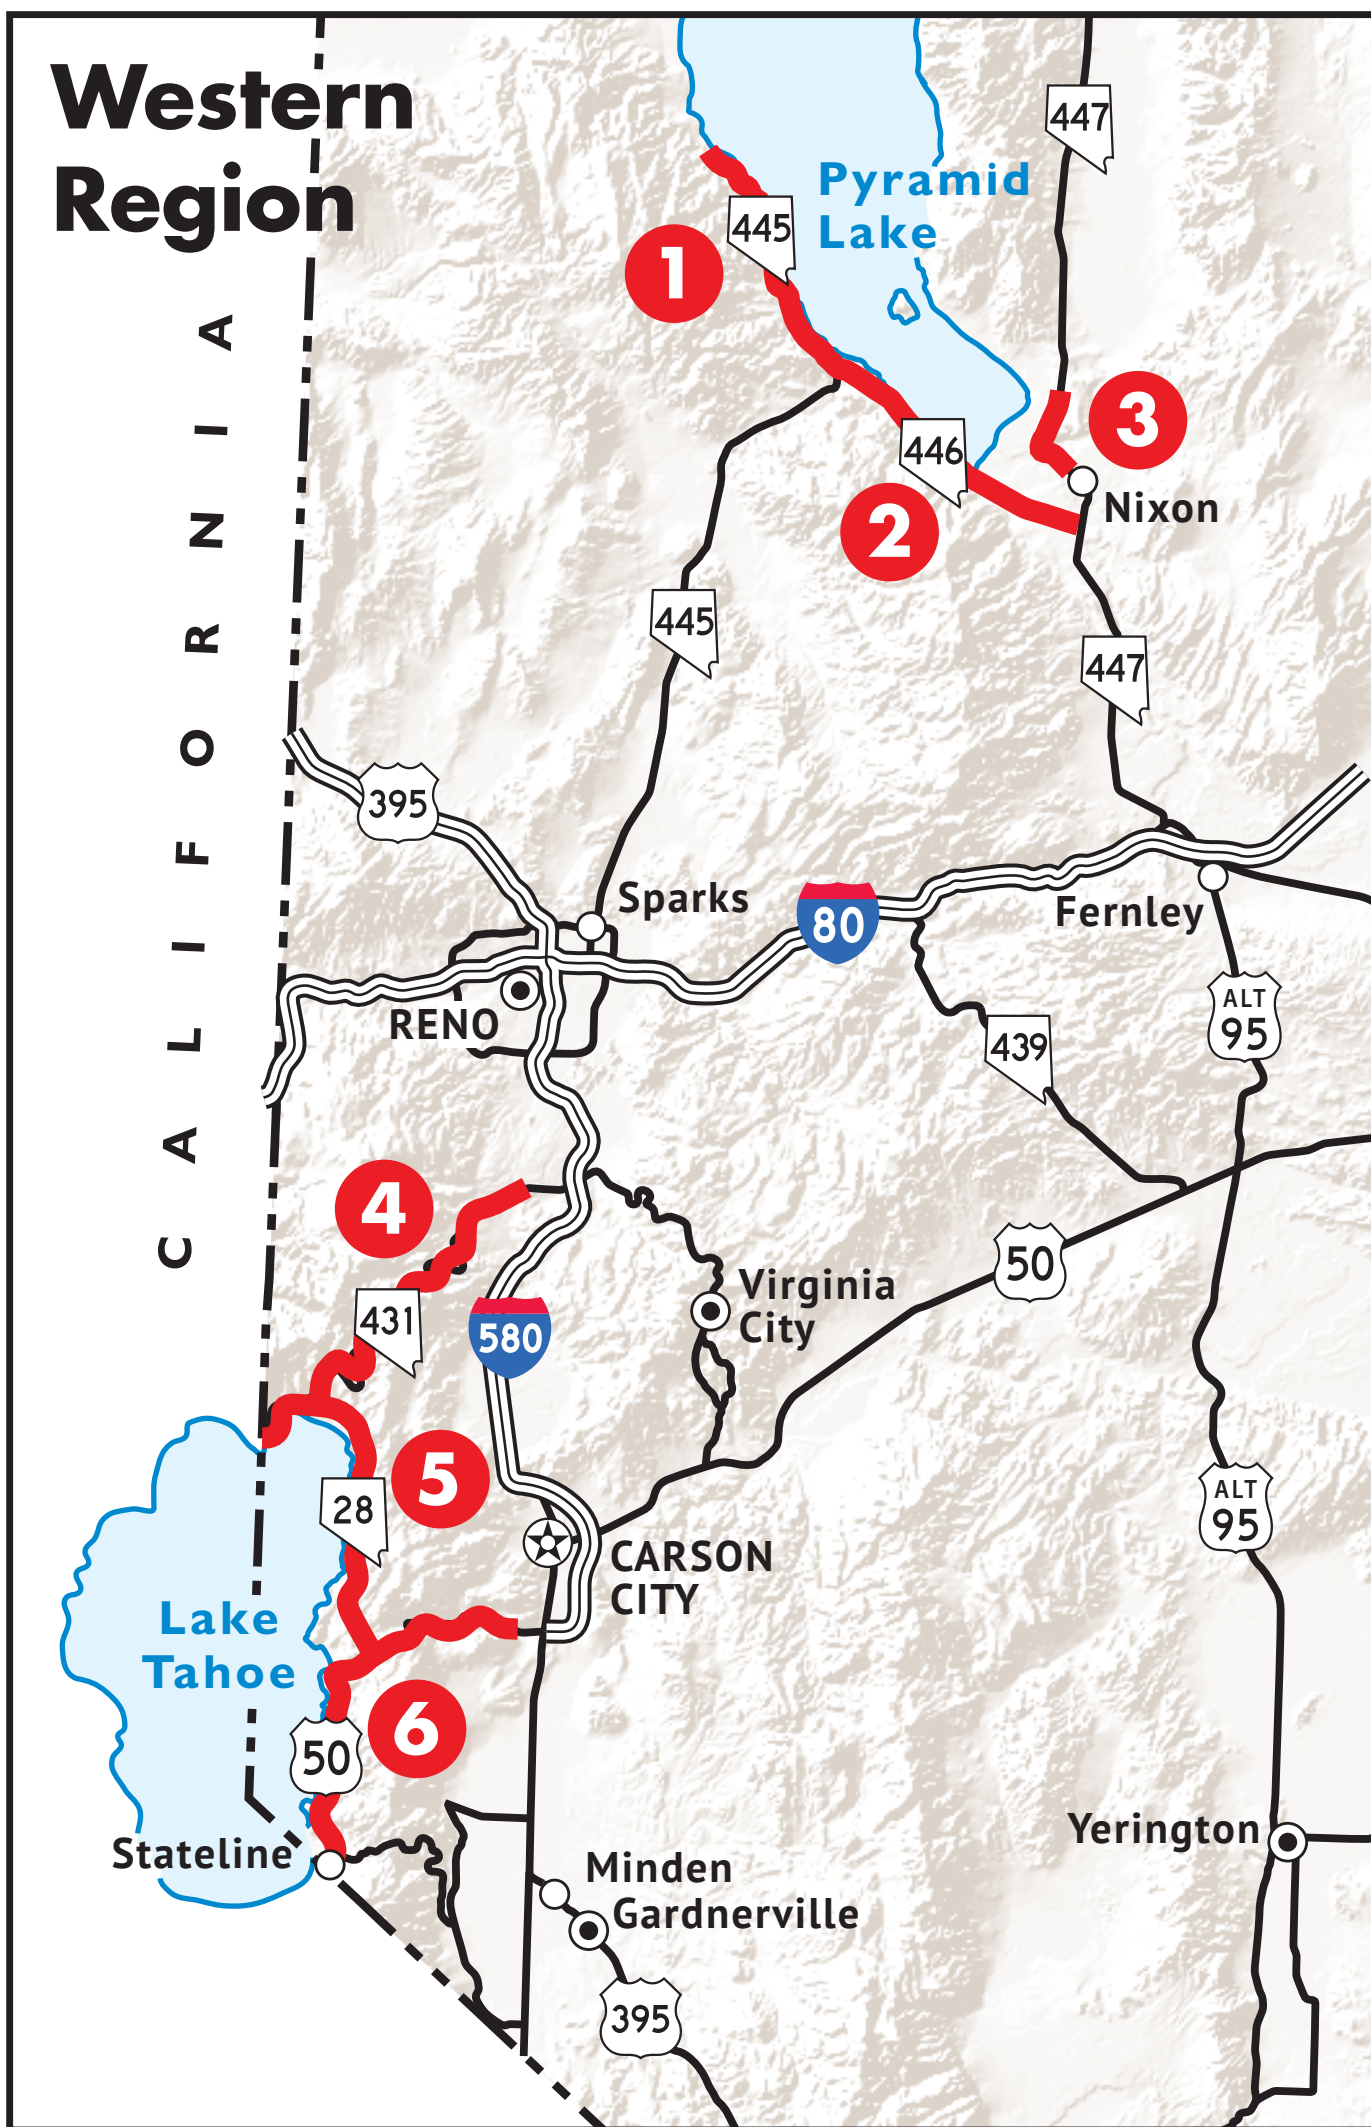 Western
Region
447
Pyramid
Lake
445
1
3
446
Nixon
2
445
447
CALIFORNIA
395
Sparks
80
Fernley
RENO
ALT
95
439
4
50
Virginia
City
431
580
5
ALT
95
28
CARSON
CITY
Lake
Tahoe
6
50
Yerington
Stateline
Minden
Gardnerville
395